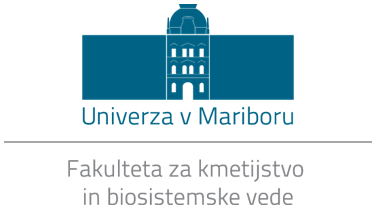 Univerza v Mariboru
Fakulteta za kmetijstvo
in biosistemske vede